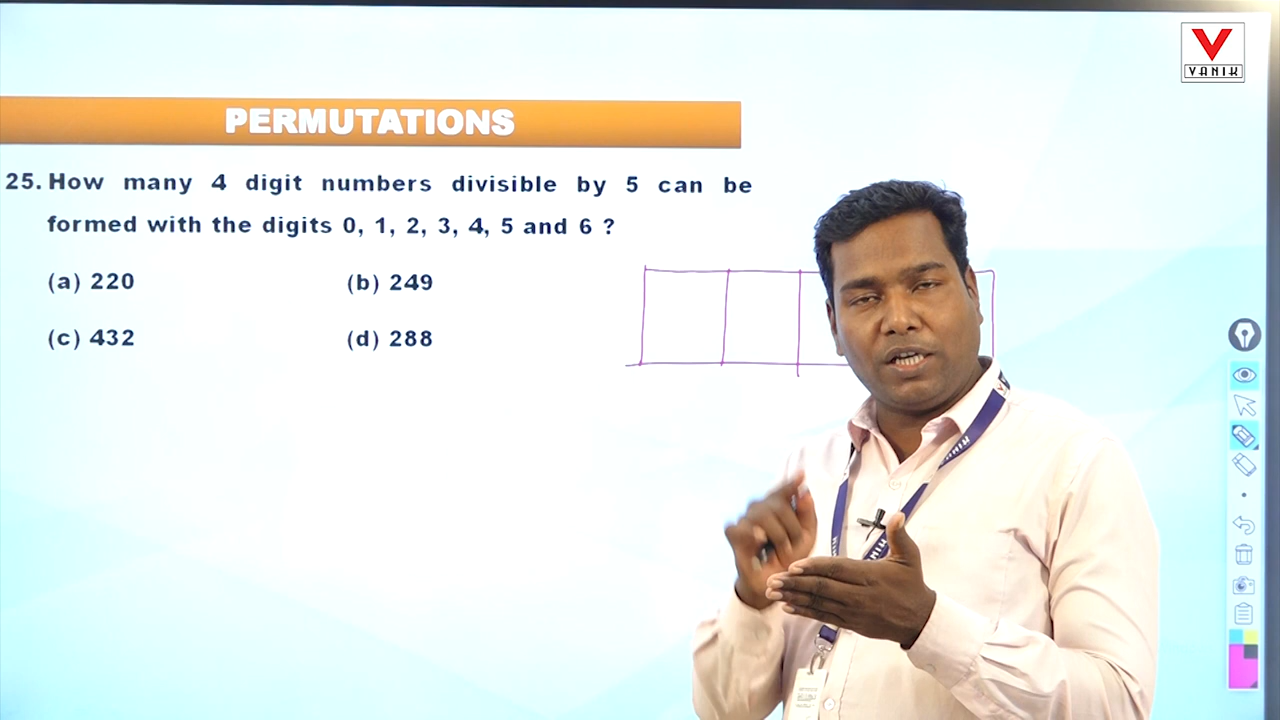 VANIK
PERMUTATIONS
25. How many 4 digit numbers divisible by 5 can be
formed with the digits 0, 1, 2, 3, 4, 5 and 6 ?
(a) 220 (b) 249
(c) 432 (d) 288
VANIK